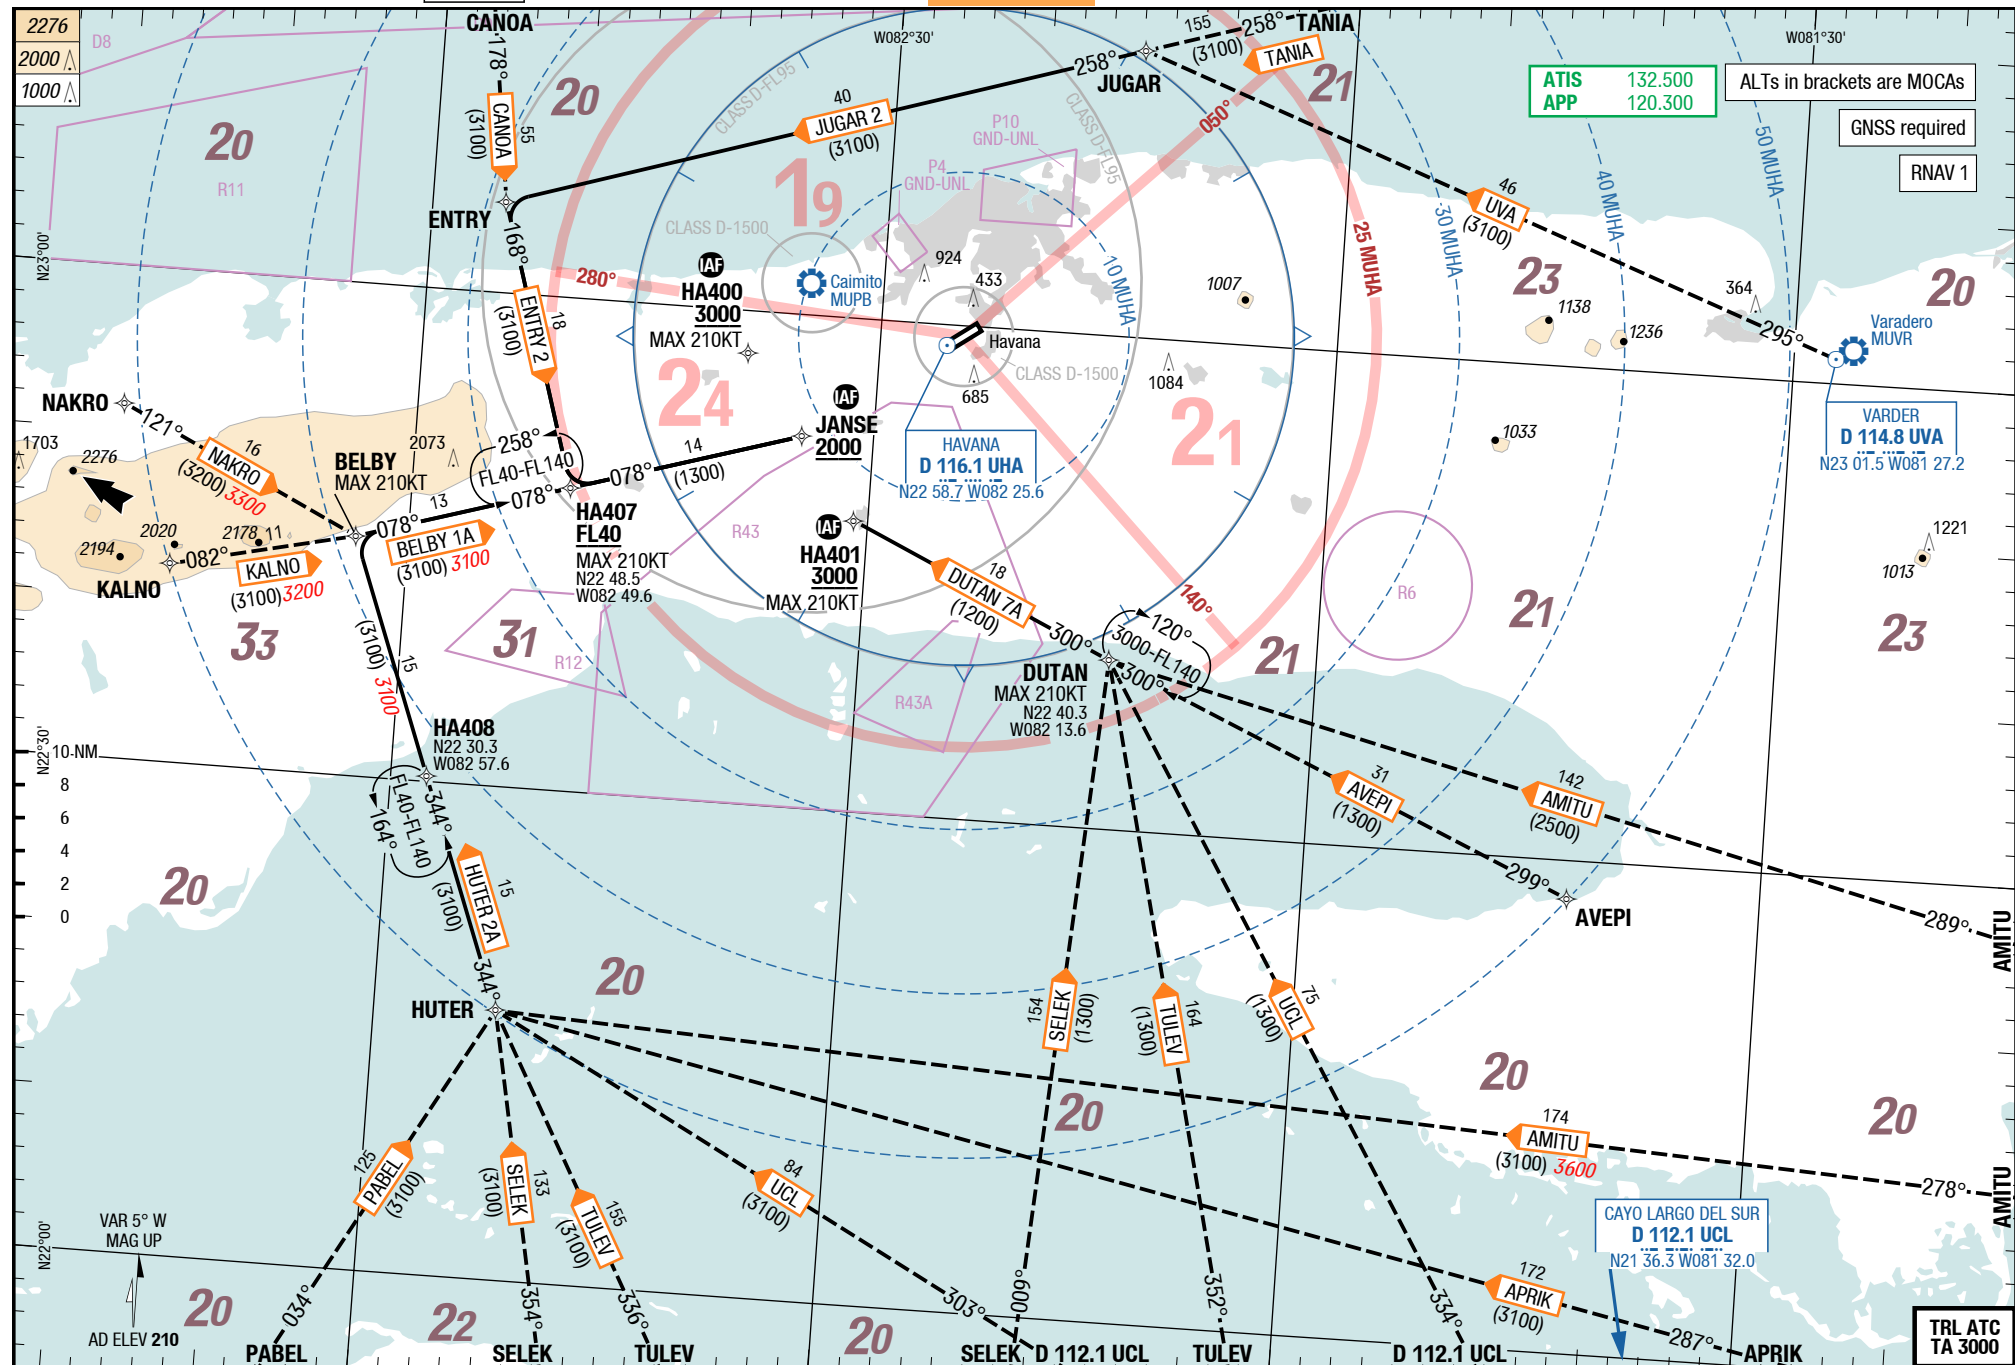 2276
2000
1000
D8
CANOA
178°
20
CLASS D-FL95
W082°30'
155
258°
TANIA
(3100)
TANIA
258°
JUGAR
21
W081°30'
ATIS 132.500
APP 120.300
ALTs in brackets are MOCAs
GNSS required
RNAV 1
50 MUHA
40 MUHA
30 MUHA
25 MUHA
10 MUHA
20
R11
CANOA
55
(3100)
40
JUGAR 2
(3100)
CLASS D-FL95
P10
GND-UNL
P4
GND-UNL
050°
19
CLASS D-1500
46
UVA
(3100)
ENTRY
168°
N23°00'
280°
IAF
HA400
3000
MAX 210KT
Caimito
MUPB
924
433
1007
23
1138
1236
364
20
295°
Varadero
MUVR
ENTRY 2
18
(3100)
Havana
CLASS D-1500
685
1084
24
21
NAKRO
121°
16
NAKRO
(3200) 3300
1703
2276
2073
BELBY
MAX 210KT
258°
FL40-FL140
IAF
JANSE
2000
14
078°
(1300)
HAVANA
D 116.1 UHA
N22 58.7 W082 25.6
1033
VARDER
D 114.8 UVA
N23 01.5 W081 27.2
2020
2178
11
2194
082°
KALNO
KALNO
(3100) 3200
078°
13
078°
BELBY 1A
(3100) 3100
HA407
FL40
MAX 210KT
N22 48.5
W082 49.6
R43
IAF
HA401
3000
MAX 210KT
18
DUTAN 7A
(1200)
300°
140°
R6
1221
1013
33
31
R12
(3100)
15
3100
120°
3000-FL140
300°
21
21
23
DUTAN
MAX 210KT
N22 40.3
W082 13.6
R43A
HA408
N22 30.3
W082 57.6
N22°30'
10 NM
8
6
4
2
0
FL40-FL140
164°
344°
HUTER 2A
15
(3100)
344°
31
AVEPI
(1300)
142
AMITU
(2500)
299°
AVEPI
289°
AMITU
20
20
HUTER
154
SELEK
(1300)
TULEV
164
(1300)
UCL
75
(1300)
20
20
20
174
AMITU
(3100) 3600
278°
AMITU
125
PABEL
(3100)
SELEK
133
(3100)
TULEV
155
(3100)
84
UCL
(3100)
CAYO LARGO DEL SUR
D 112.1 UCL
N21 36.3 W081 32.0
VAR 5° W
MAG UP
N22°00'
AD ELEV 210
20
22
20
034°
354°
336°
303°
009°
352°
334°
172
APRIK
(3100)
287°
PABEL
SELEK
TULEV
SELEK
D 112.1 UCL
TULEV
D 112.1 UCL
APRIK
TRL ATC
TA 3000